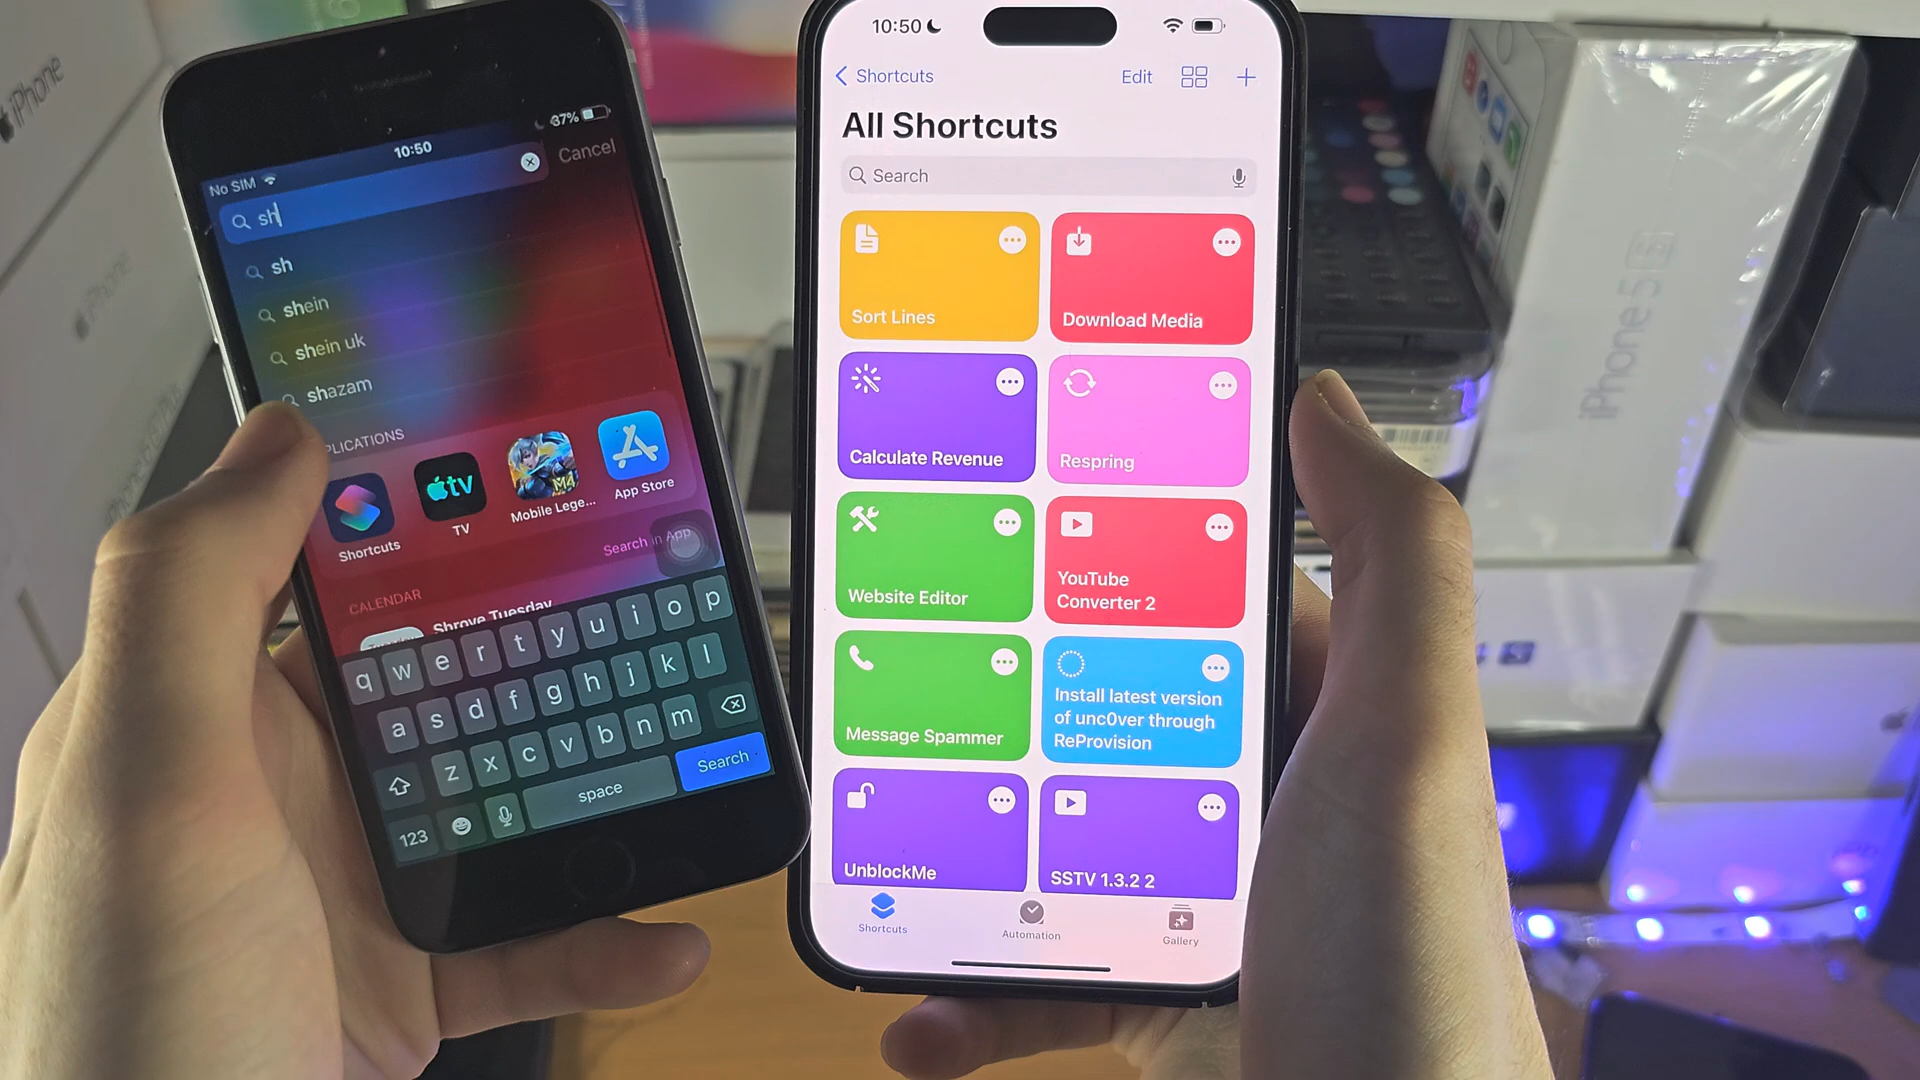 iPhone
iPhone
10:50
37%
No SIM
Cancel
sh
sh
shein
shein uk
shazam
PLICATIONS
tv
M4
Shortcuts
TV
Mobile Lege...
App Store
Search in App
CALENDAR
Shrove Tuesday
q w e r t y u i o p
a s d f g h j k l
z x c v b n m
123
space
Search
10:50
Shortcuts
Edit
All Shortcuts
Search
Sort Lines
Download Media
Calculate Revenue
Respring
Website Editor
YouTube
Converter 2
Message Spammer
Install latest version
of unc0ver through
ReProvision
UnblockMe
SSTV 1.3.2 2
Shortcuts
Automation
Gallery
iPhone 5s